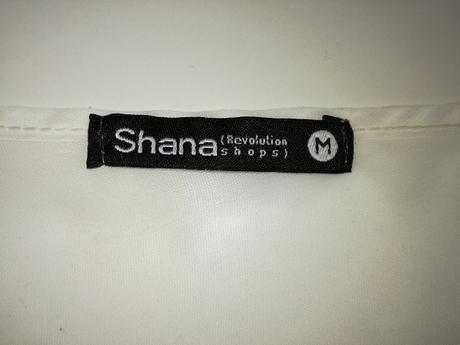 Shana (Revolution
shops) M